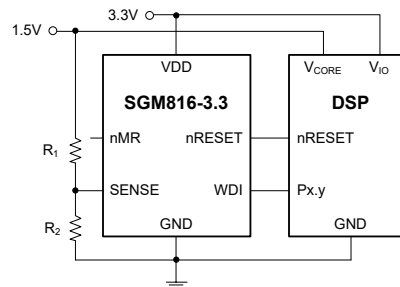 3.3V
1.5V
VDD
VCORE
VIO
SGM816-3.3
DSP
nMR
nRESET
nRESET
R1
SENSE
WDI
Px.y
R2
GND
GND